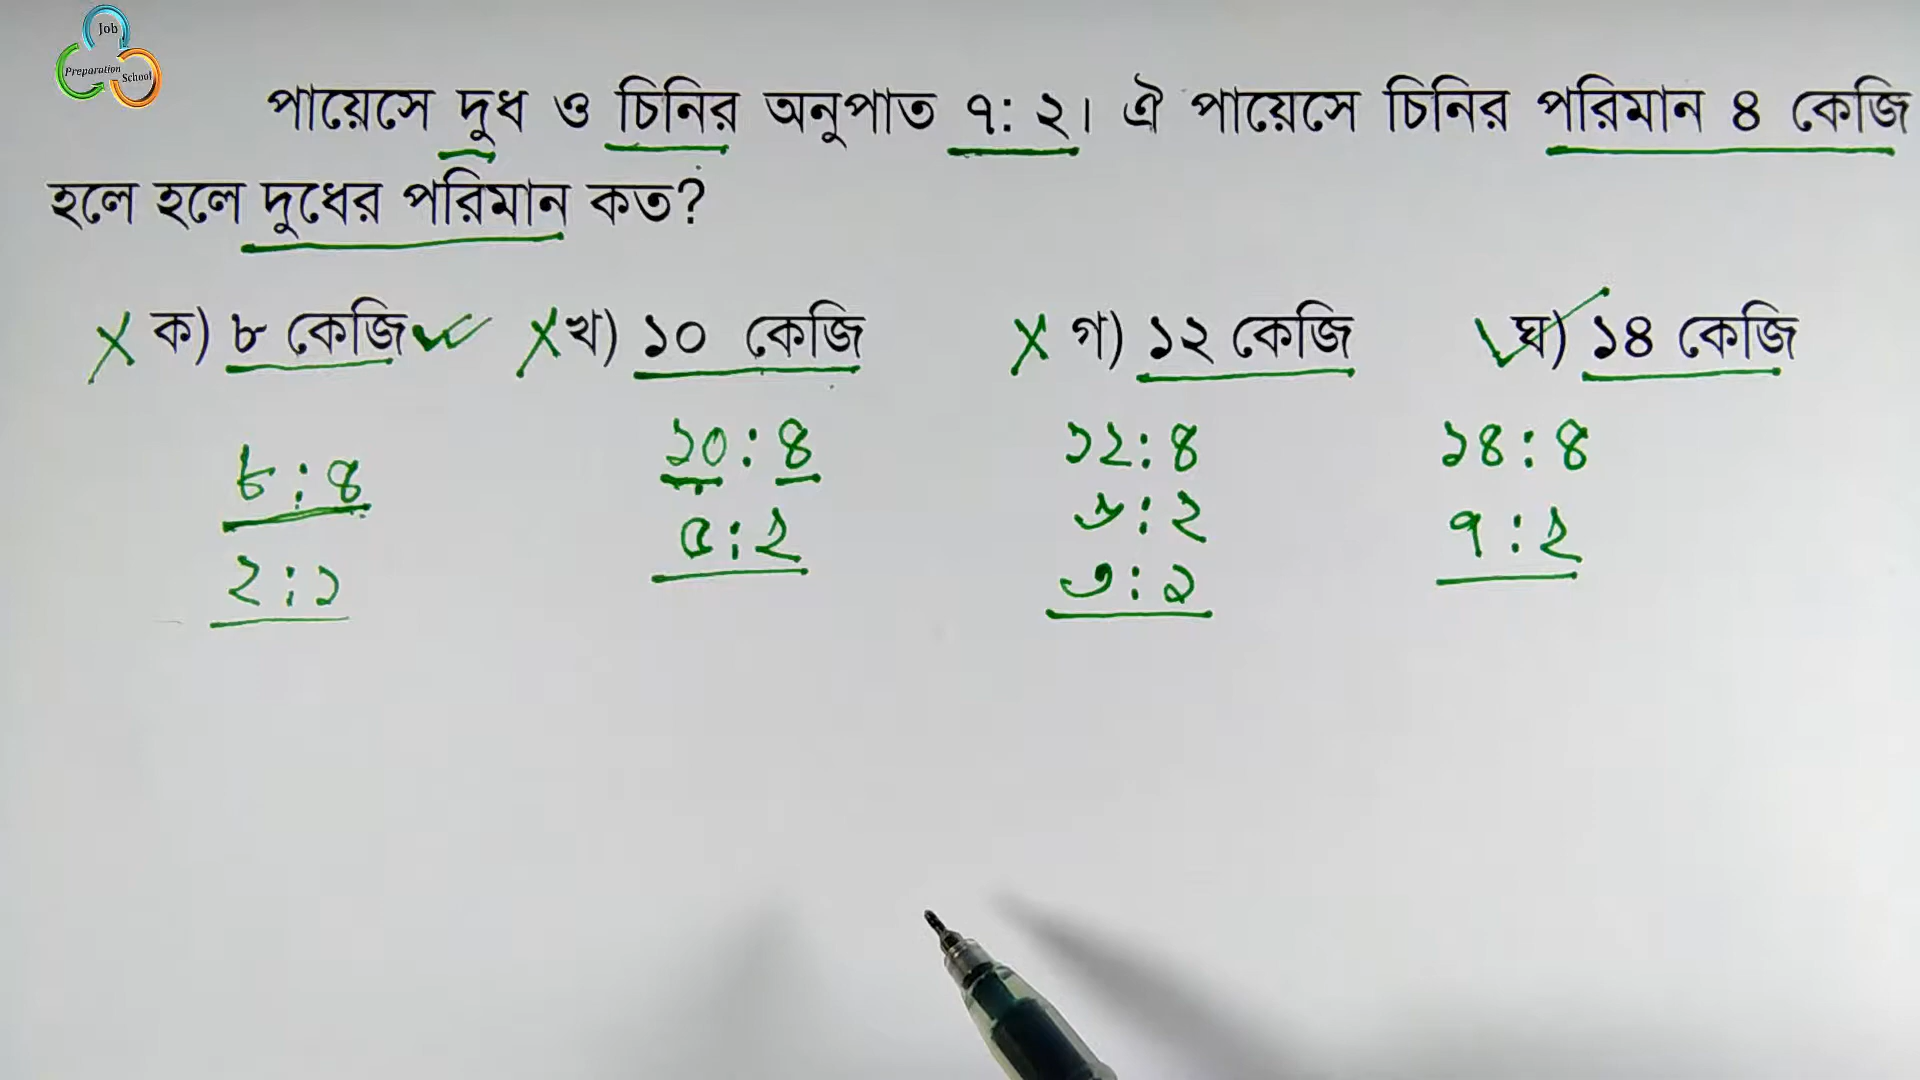 Job
Preparation School
পায়েসে দুধ ও চিনির অনুপাত ৭: ২। ঐ পায়েসে চিনির পরিমান ৪ কেজি
হলে হলে দুধের পরিমান কত?
ক) ৮ কেজি খ) ১০ কেজি গ) ১২ কেজি ঘ) ১৪ কেজি
৮:৪ ১০:৪ ১২:৪ ১৪:৪
২:১ ৫:২ ৬:২ ৭:২
৩:১